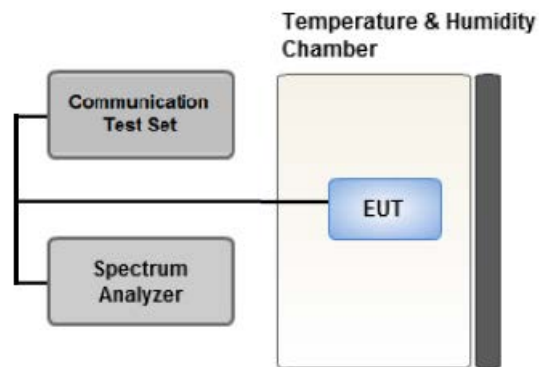 Temperature & Humidity
Chamber
Communication
Test Set
EUT
Spectrum
Analyzer